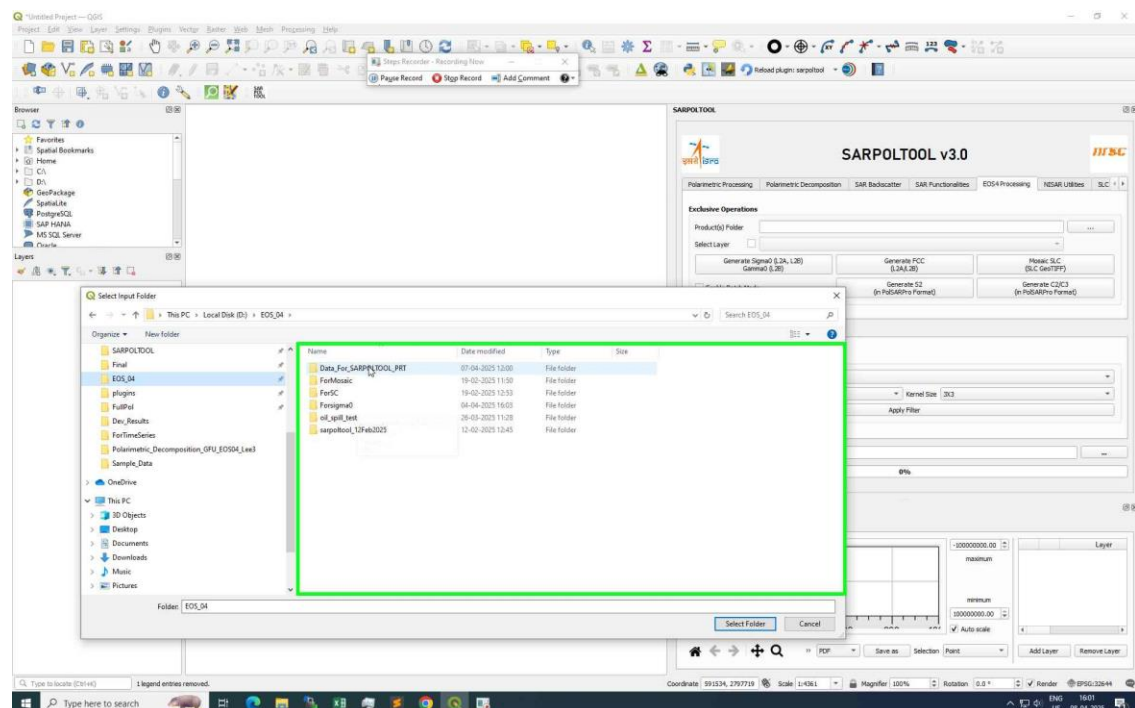 *Untitled Project — QGIS
Project Edit View Layer Settings Plugins Vector Raster Web Mesh Processing Help
Steps Recorder - Recording Now
Pause Record Stop Record Add Comment
Reload plugin: sarpoltool
Browser
Favorites
Spatial Bookmarks
Home
C:\
D:\
GeoPackage
SpatiaLite
PostgreSQL
SAP HANA
MS SQL Server
Oracle
Layers
SARPOLTOOL
इसरो isro
SARPOLTOOL v3.0
nrsc
Polarimetric Processing Polarimetric Decomposition SAR Backscatter SAR Functionalities EOS4 Processing NISAR Utilities SLC
Exclusive Operations
Product(s) Folder ...
Select Layer
Generate Sigma0 (L2A, L2B) Generate FCC Mosaic SLC
Gamma0 (L2B) (L2A/L2B) (SLC GeoTIFF)
Generate S2 Generate C2/C3
(in PolSARPro Format) (in PolSARPro Format)
Select Input Folder
This PC > Local Disk (D:) > EOS_04 > Search EOS_04
Organize New folder
SARPOLTOOL
Final
EOS_04
plugins
FullPol
Dev_Results
ForTimeSeries
Polarimetric_Decomposition_GFU_EOS04_Lee3
Sample_Data
OneDrive
This PC
3D Objects
Desktop
Documents
Downloads
Music
Pictures
Name Date modified Type Size
Data_For_SARPOLTOOL_PRT 07-04-2025 12:00 File folder
ForMosaic 19-02-2025 11:50 File folder
ForSC 19-02-2025 12:53 File folder
Forsigma0 04-04-2025 16:03 File folder
oil_spill_test 26-03-2025 11:28 File folder
sarpoltool_12Feb2025 12-02-2025 12:45 File folder
Folder: EOS_04
Select Folder Cancel
Kernel Size 3X3
Apply Filter
...
0%
-100000000.00
maximum
minimum
100000000.00
Auto scale
Layer
PDF Save as Selection Point Add Layer Remove Layer
Type to locate (Ctrl+K) 1 legend entries removed. Coordinate 591534, 2797719 Scale 1:4361 Magnifier 100% Rotation 0.0 ° Render EPSG:32644
Type here to search
ENG 16:01